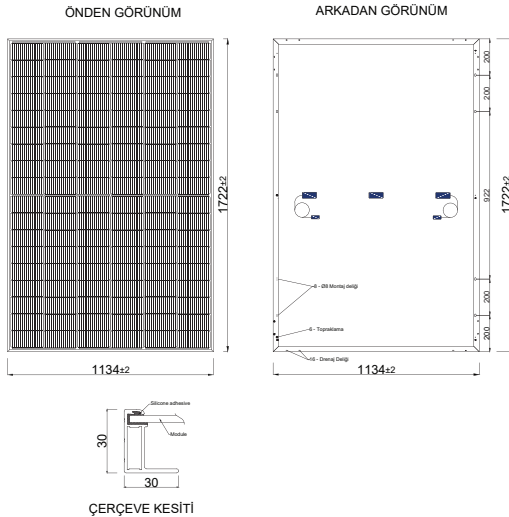 ÖNDEN GÖRÜNÜM
ARKADAN GÖRÜNÜM
1722±2
1134±2
200
200
922
200
200
1722±2
8 - Ø8 Montaj deliği
6 - Topraklama
16 - Drenaj Deliği
1134±2
Silicone adhesive
Module
30
30
ÇERÇEVE KESİTİ